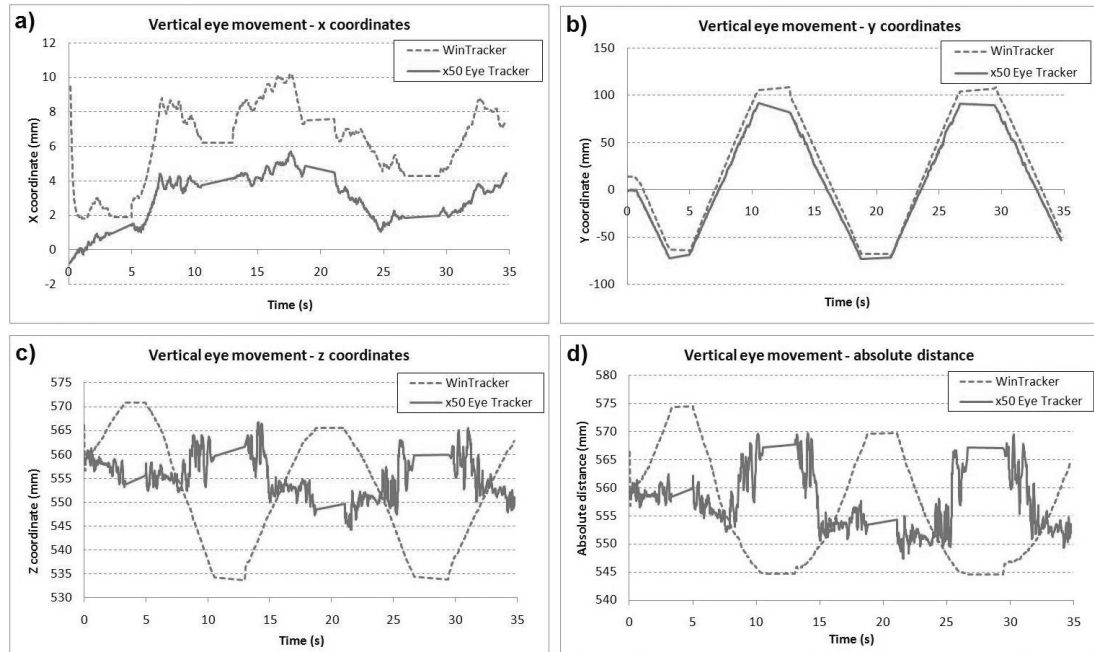 a)
Vertical eye movement - x coordinates
WinTracker
x50 Eye Tracker
X coordinate (mm)
12
10
8
6
4
2
0
-2
0 5 10 15 20 25 30 35
Time (s)
b)
Vertical eye movement - y coordinates
WinTracker
x50 Eye Tracker
Y coordinate (mm)
150
100
50
0
-50
-100
0 5 10 15 20 25 30 35
Time (s)
c)
Vertical eye movement - z coordinates
WinTracker
x50 Eye Tracker
Z coordinate (mm)
575
570
565
560
555
550
545
540
535
530
0 5 10 15 20 25 30 35
Time (s)
d)
Vertical eye movement - absolute distance
WinTracker
x50 Eye Tracker
Absolute distance (mm)
580
575
570
565
560
555
550
545
540
0 5 10 15 20 25 30 35
Time (s)